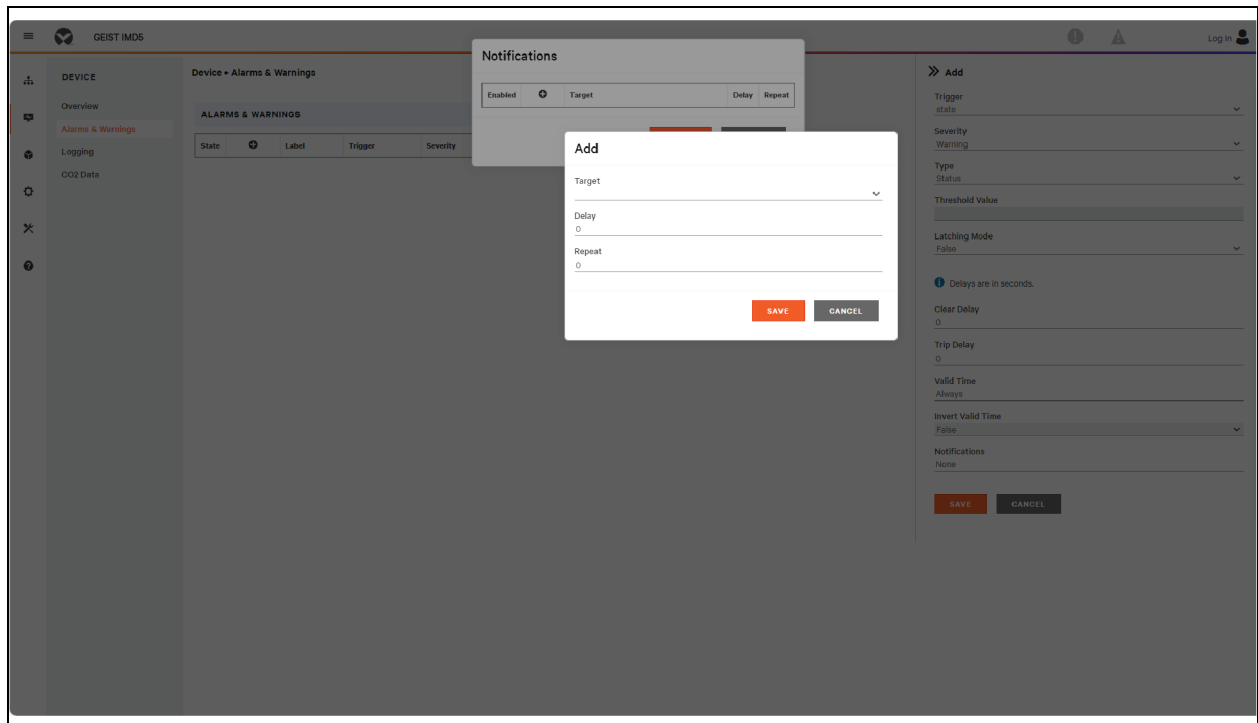 GEIST IMD5
Log In
DEVICE
Overview
Alarms & Warnings
Logging
CO2 Data
Device • Alarms & Warnings
ALARMS & WARNINGS
State Label Trigger Severity
Notifications
Enabled Target Delay Repeat
Add
Target
Delay
0
Repeat
0
SAVE CANCEL
Add
Trigger
state
Severity
Warning
Type
Status
Threshold Value
Latching Mode
False
Delays are in seconds.
Clear Delay
0
Trip Delay
0
Valid Time
Always
Invert Valid Time
False
Notifications
None
SAVE CANCEL